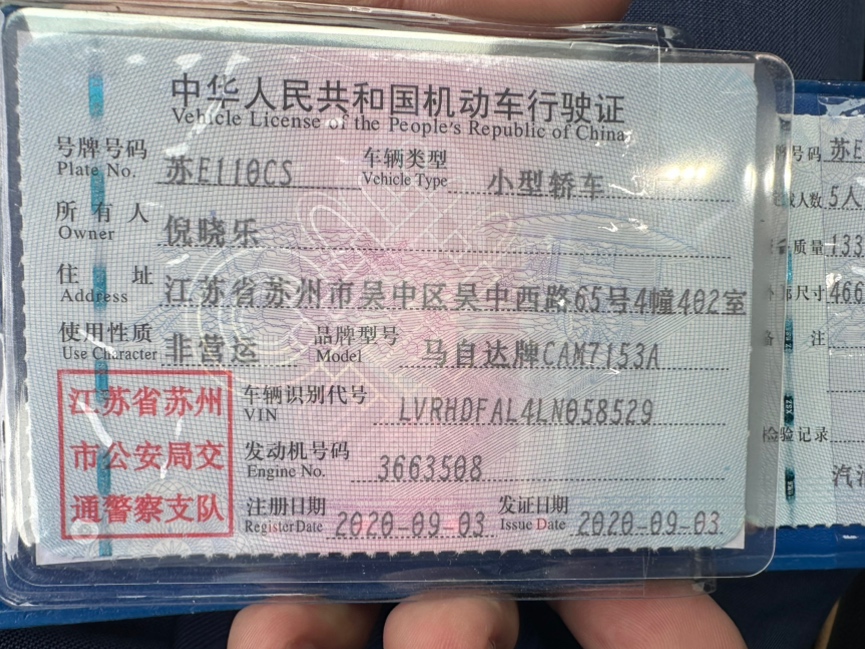 中华人民共和国机动车行驶证
Vehicle License of the People's Republic of China
号牌号码 苏E110CS 车辆类型 小型轿车
Plate No. Vehicle Type
所有人 倪晓乐
Owner
住址 江苏省苏州市吴中区吴中西路65号4幢402室
Address
使用性质 非营运 品牌型号 马自达牌CAM7153A
Use Character Model
江苏省苏州
市公安局交
通警察支队
车辆识别代号 LVRHDFAL4LN058529
VIN
发动机号码 3663508
Engine No.
注册日期 2020-09-03 发证日期 2020-09-03
Register Date Issue Date
号码 苏E
人数 5人
质量 133
尺寸 466
注
检验记录